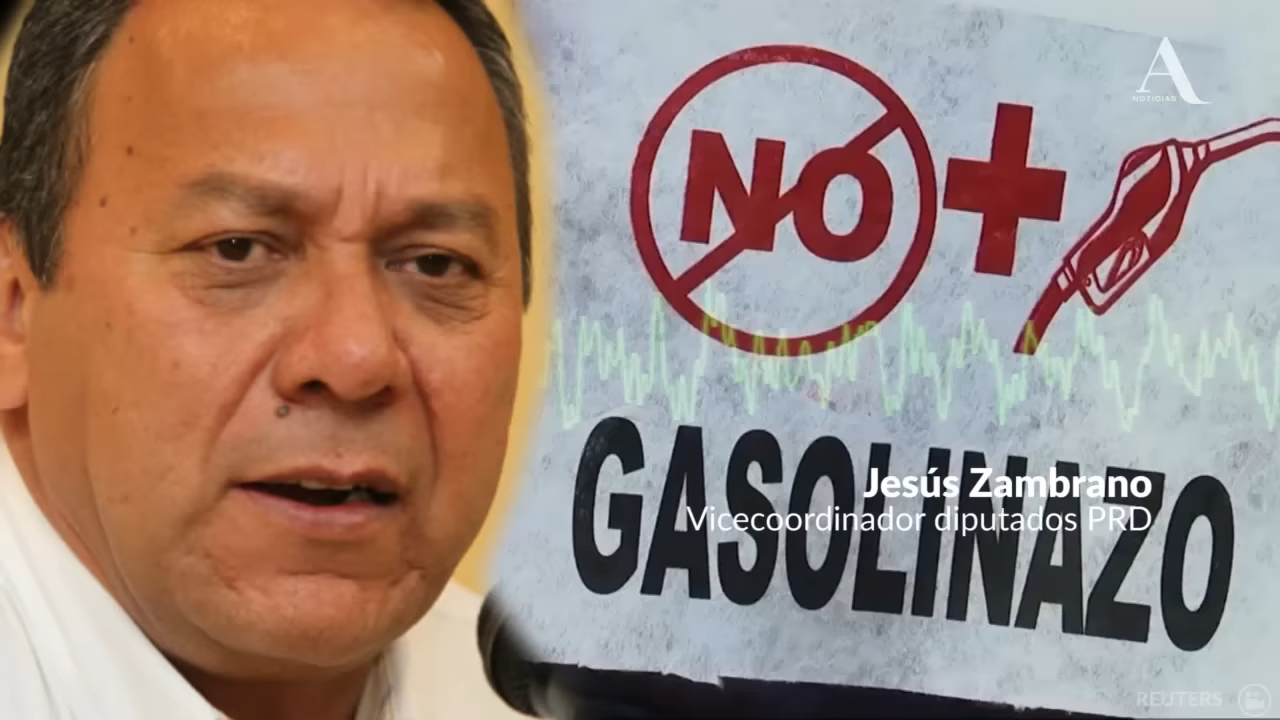 A
NOTICIAS
NO+
GASOLINAZO
Jesús Zambrano
Vicecoordinador diputados PRD
REUTERS